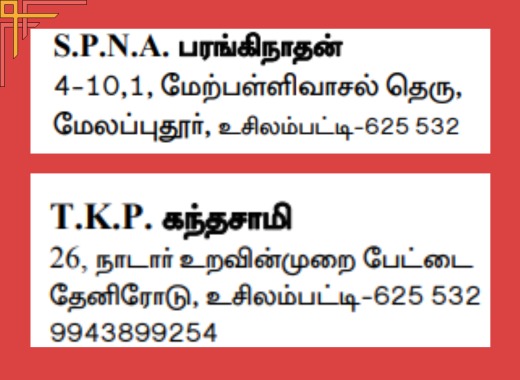 S.P.N.A. பரங்கிநாதன்
4-10,1, மேற்பள்ளிவாசல் தெரு,
மேலப்புதூர், உசிலம்பட்டி-625 532
T.K.P. கந்தசாமி
26, நாடார் உறவின்முறை பேட்டை
தேனிரோடு, உசிலம்பட்டி-625 532
9943899254